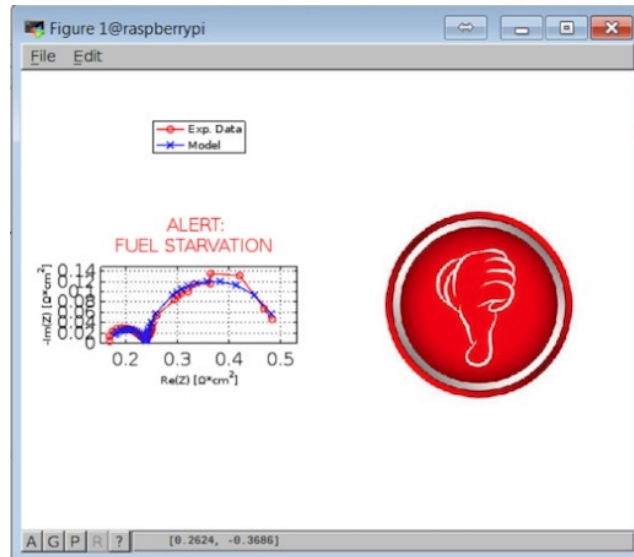 Figure 1@raspberrypi
File Edit
Exp. Data
Model
ALERT:
FUEL STARVATION
0.14
0.12
0.1
0.08
0.06
0.04
0.02
0
-Im(Z) [Ω*cm²]
0.2 0.3 0.4 0.5
Re(Z) [Ω*cm²]
A G P R ? [0.2624, -0.3686]